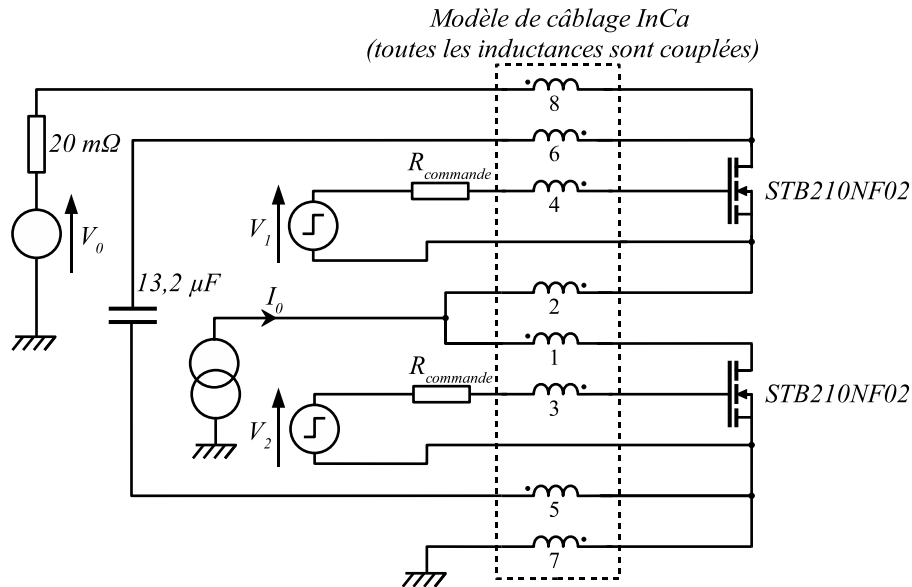 Modèle de câblage InCa
(toutes les inductances sont couplées)
8
20 mΩ
6
R_commande
4
STB210NF02
V_1
V_0
13,2 µF
I_0
2
1
R_commande
3
STB210NF02
V_2
5
7